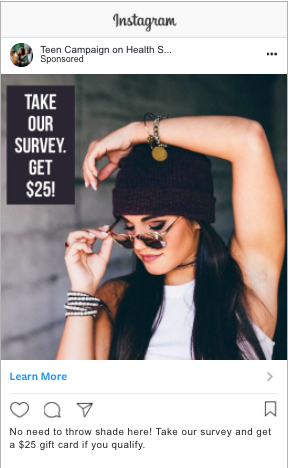 Instagram
Teen Campaign on Health S...
Sponsored
TAKE
OUR
SURVEY.
GET
$25!
Learn More
No need to throw shade here! Take our survey and get
a $25 gift card if you qualify.